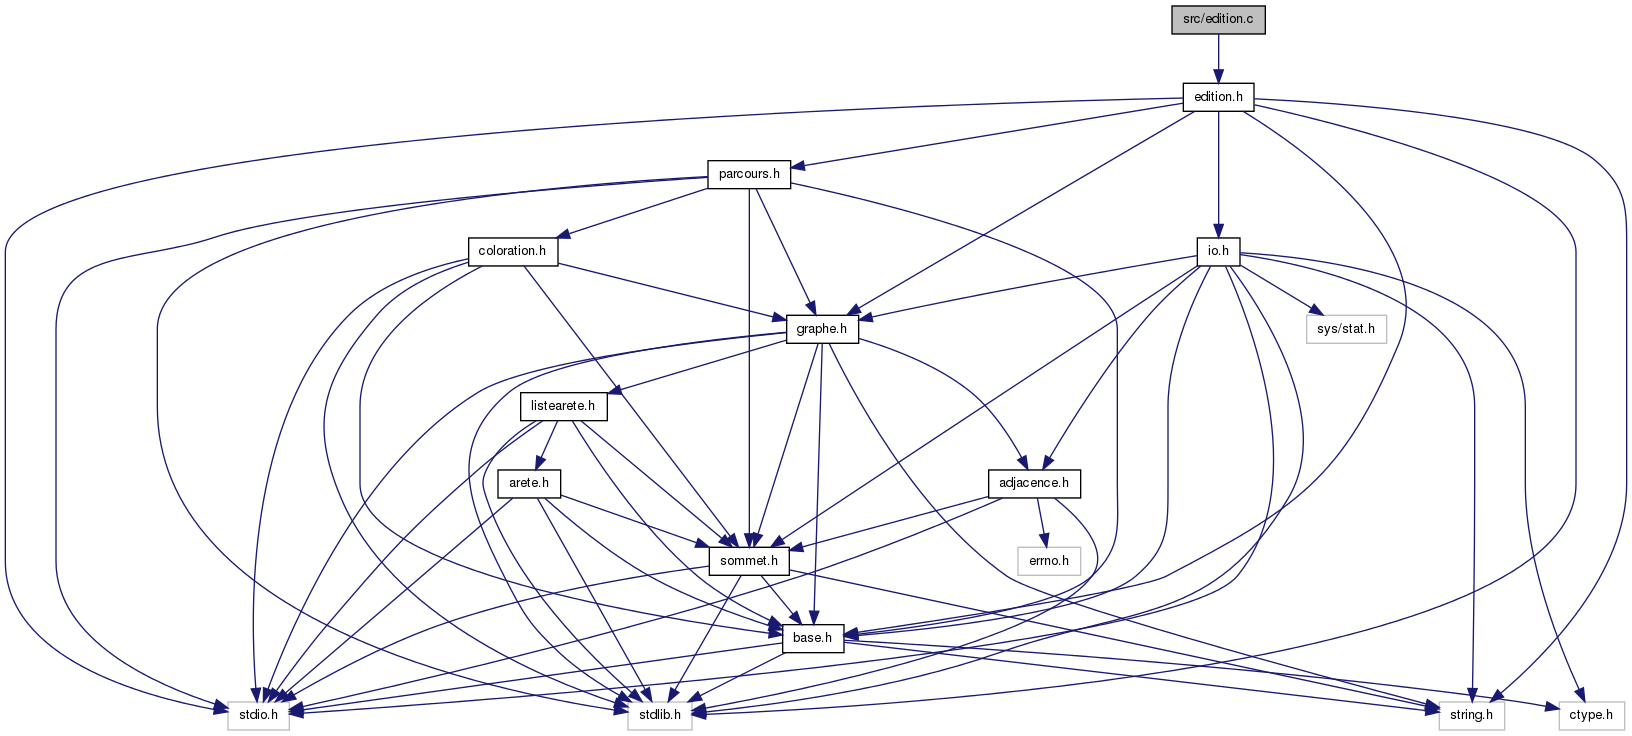 src/edition.c
edition.h
parcours.h
coloration.h
io.h
graphe.h
sys/stat.h
listearete.h
arete.h
adjacence.h
sommet.h
errno.h
base.h
stdio.h
stdlib.h
string.h
ctype.h